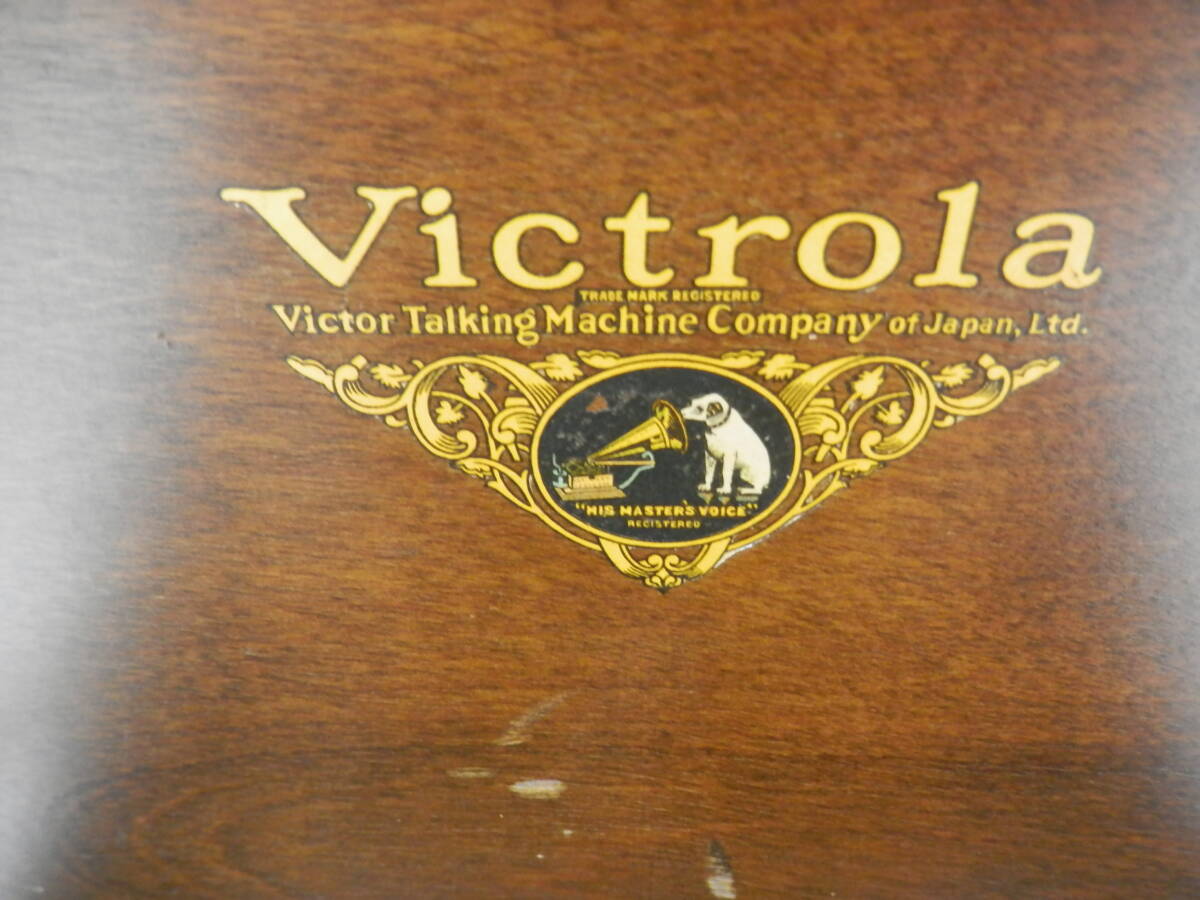 Victrola
TRADE MARK REGISTERED
Victor Talking Machine Company of Japan, Ltd.
"HIS MASTER'S VOICE"
REGISTERED